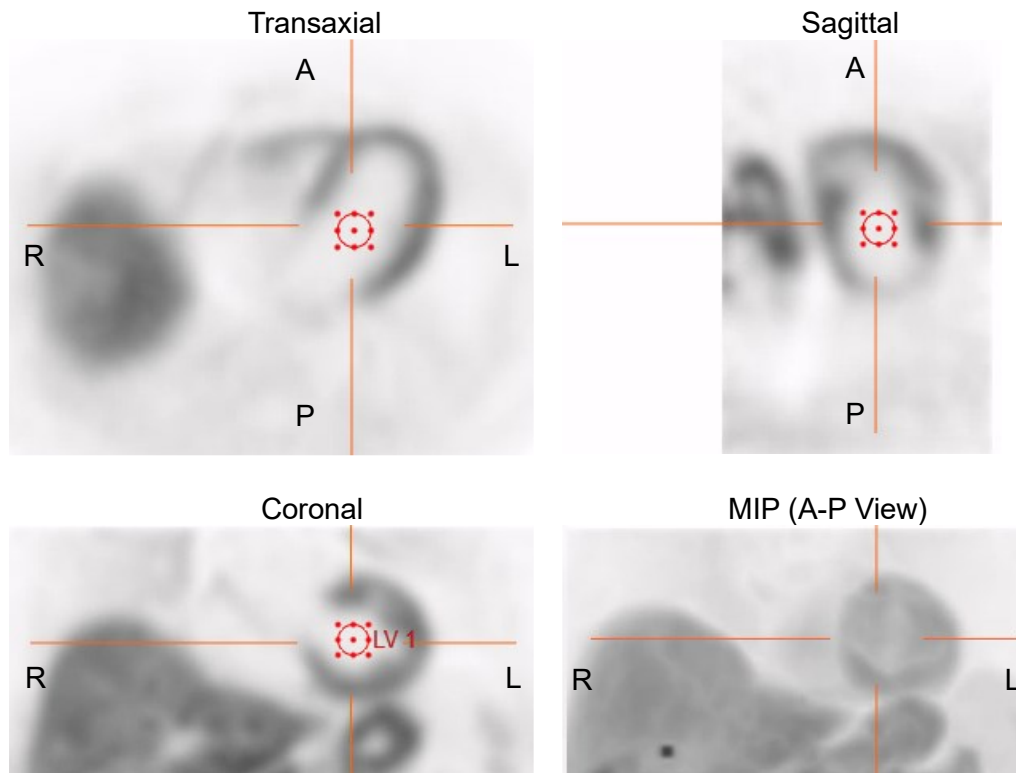 Transaxial
A
R
L
P
Sagittal
A
P
Coronal
LV 1
R
L
MIP (A-P View)
R
L